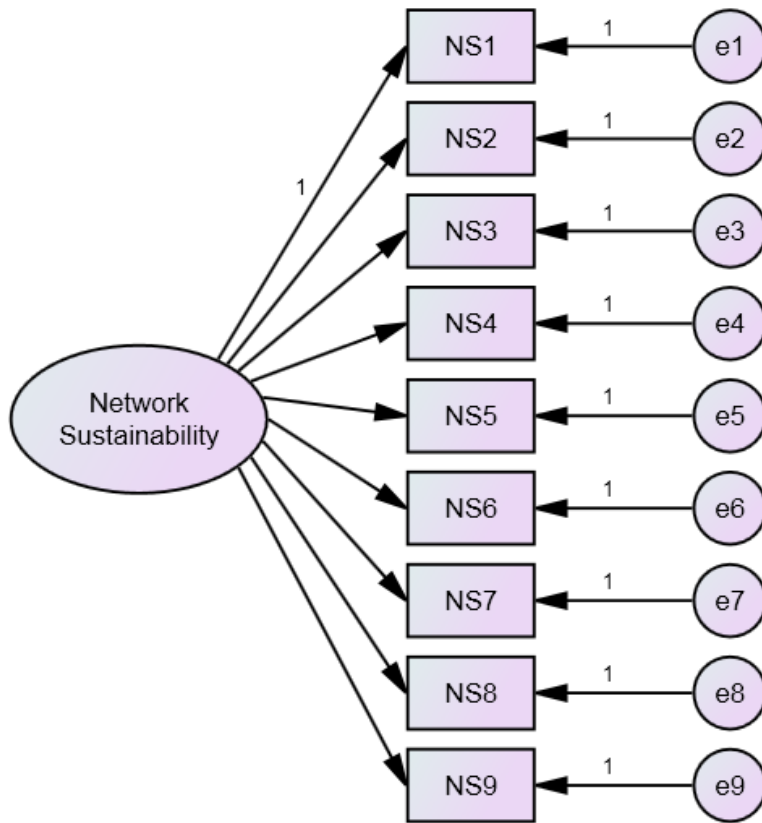 NS1
1
e1
NS2
1
e2
1
NS3
1
e3
NS4
1
e4
Network
Sustainability
NS5
1
e5
NS6
1
e6
NS7
1
e7
NS8
1
e8
NS9
1
e9